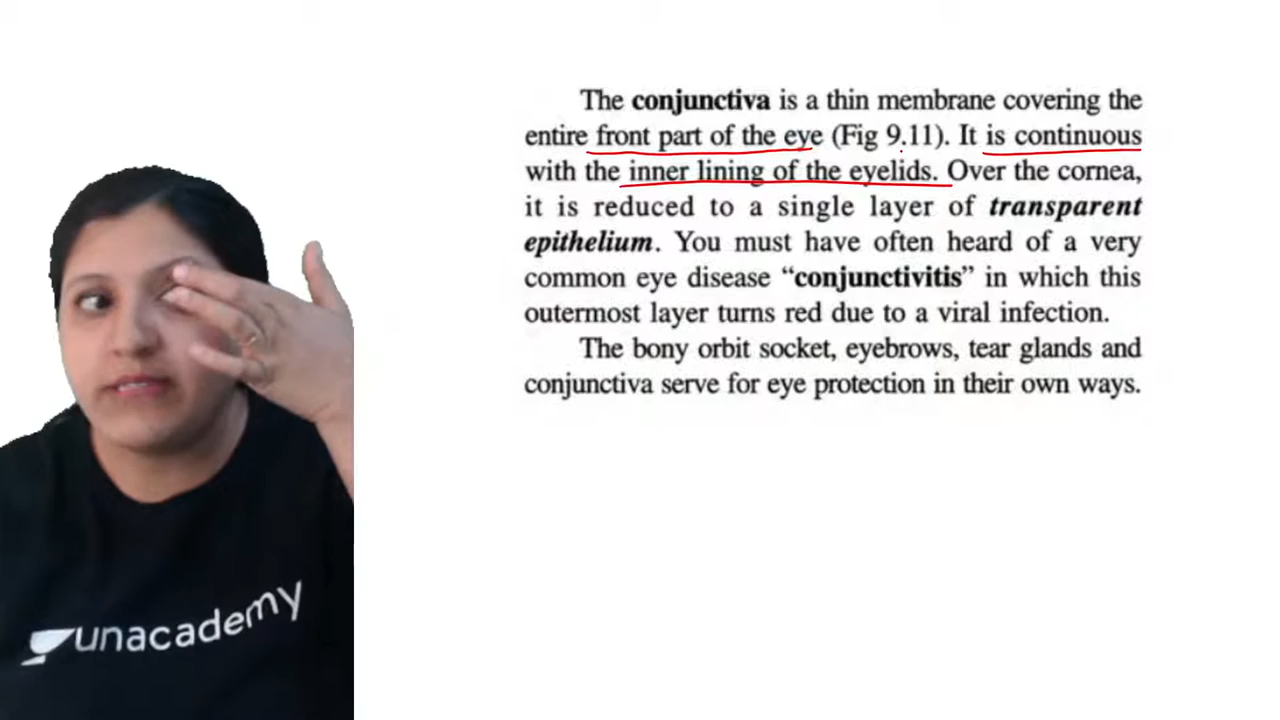 The conjunctiva is a thin membrane covering the
entire front part of the eye (Fig 9.11). It is continuous
with the inner lining of the eyelids. Over the cornea,
it is reduced to a single layer of transparent
epithelium. You must have often heard of a very
common eye disease “conjunctivitis” in which this
outermost layer turns red due to a viral infection.
The bony orbit socket, eyebrows, tear glands and
conjunctiva serve for eye protection in their own ways.
unacademy